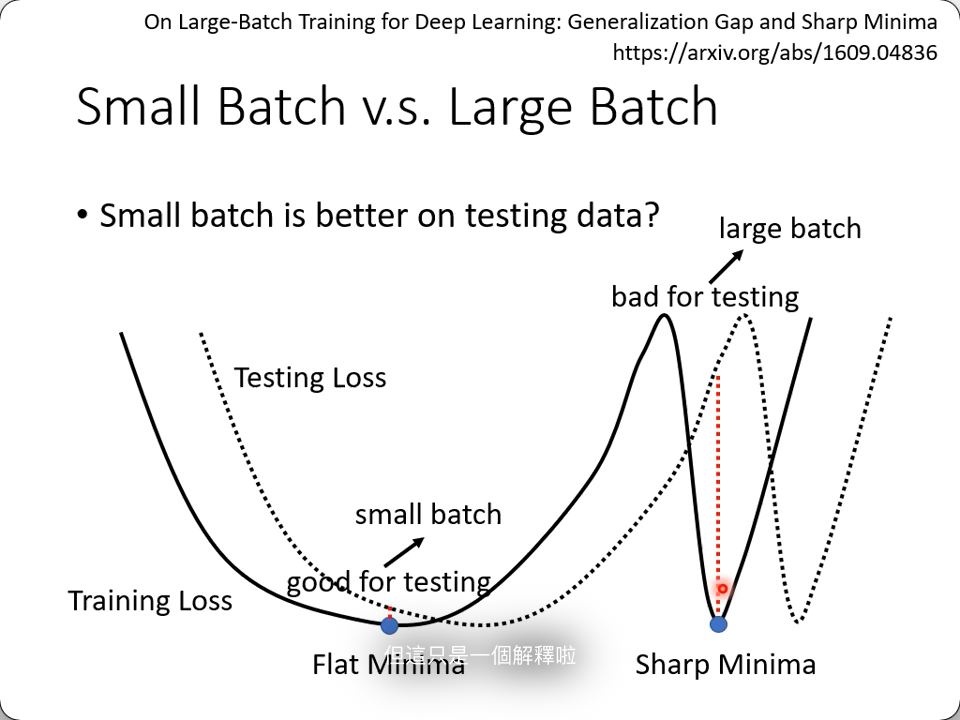 On Large-Batch Training for Deep Learning: Generalization Gap and Sharp Minima
https://arxiv.org/abs/1609.04836
Small Batch v.s. Large Batch
• Small batch is better on testing data?
large batch
bad for testing
Testing Loss
small batch
good for testing
Training Loss
Flat Minima
Sharp Minima
但這只是一個解釋啦